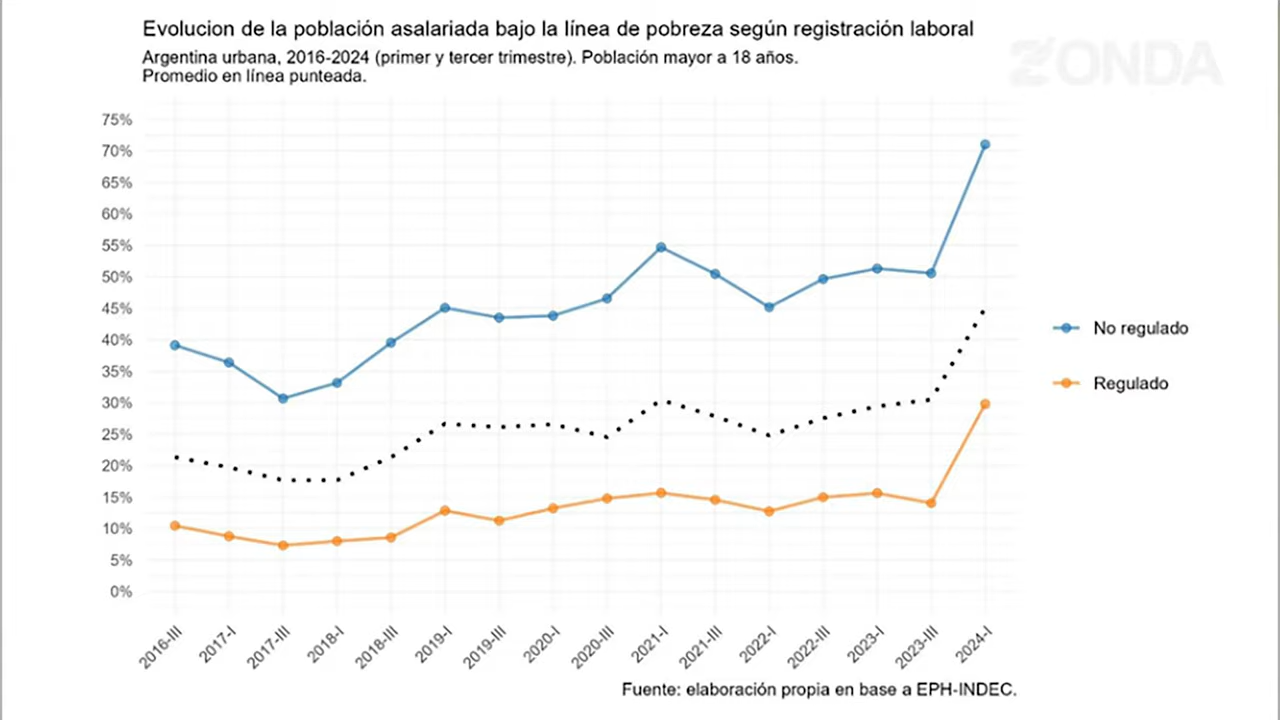 Evolucion de la población asalariada bajo la línea de pobreza según registración laboral
Argentina urbana, 2016-2024 (primer y tercer trimestre). Población mayor a 18 años.
Promedio en línea punteada.
ZONDA
75%
70%
65%
60%
55%
50%
45%
40%
35%
30%
25%
20%
15%
10%
5%
0%
No regulado
Regulado
2016-III
2017-I
2017-III
2018-I
2018-III
2019-I
2019-III
2020-I
2020-III
2021-I
2021-III
2022-I
2022-III
2023-I
2023-III
2024-I
Fuente: elaboración propia en base a EPH-INDEC.